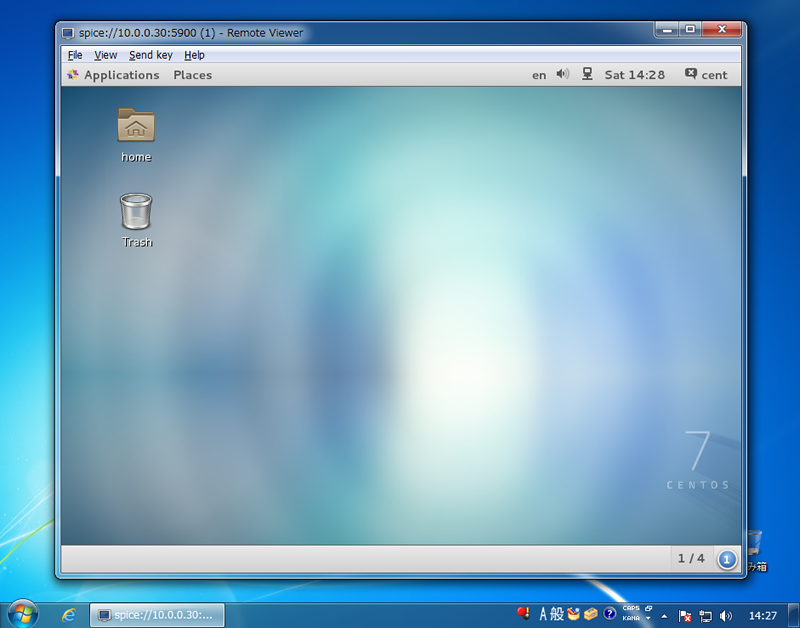 spice://10.0.0.30:5900 (1) - Remote Viewer
File View Send key Help
Applications Places en Sat 14:28 cent
home
Trash
7
CENTOS
1 / 4 1
み箱
spice://10.0.0.30:...
A 般 CAPS KANA 14:27